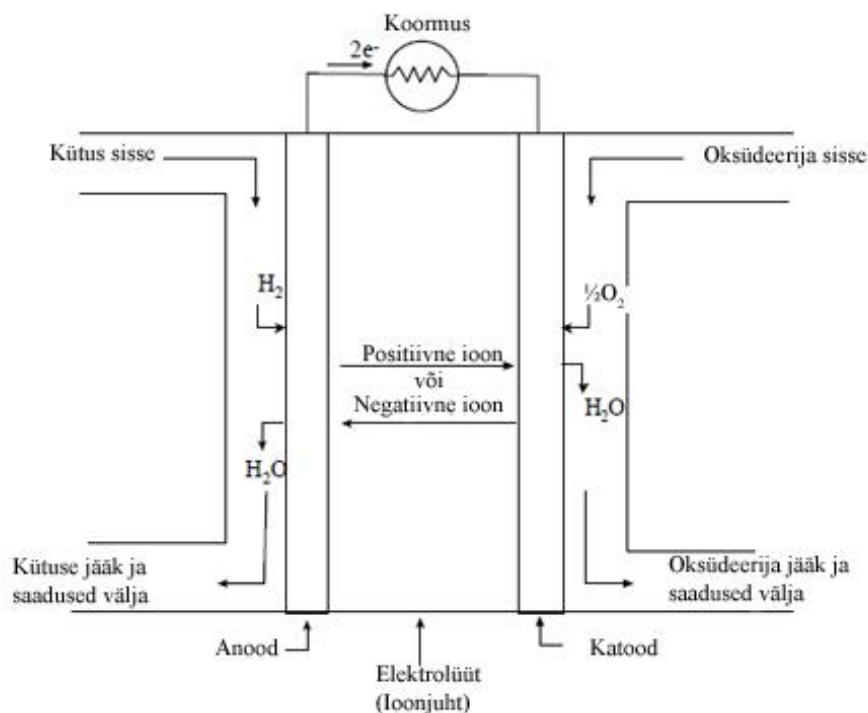 Koormus
2e⁻
Kütus sisse
Oksüdeerija sisse
H₂
½O₂
Positiivne ioon
või
Negatiivne ioon
H₂O
H₂O
Kütuse jääk ja
saadused välja
Oksüdeerija jääk ja
saadused välja
Anood
Katood
Elektrolüüt
(Ioonjuht)